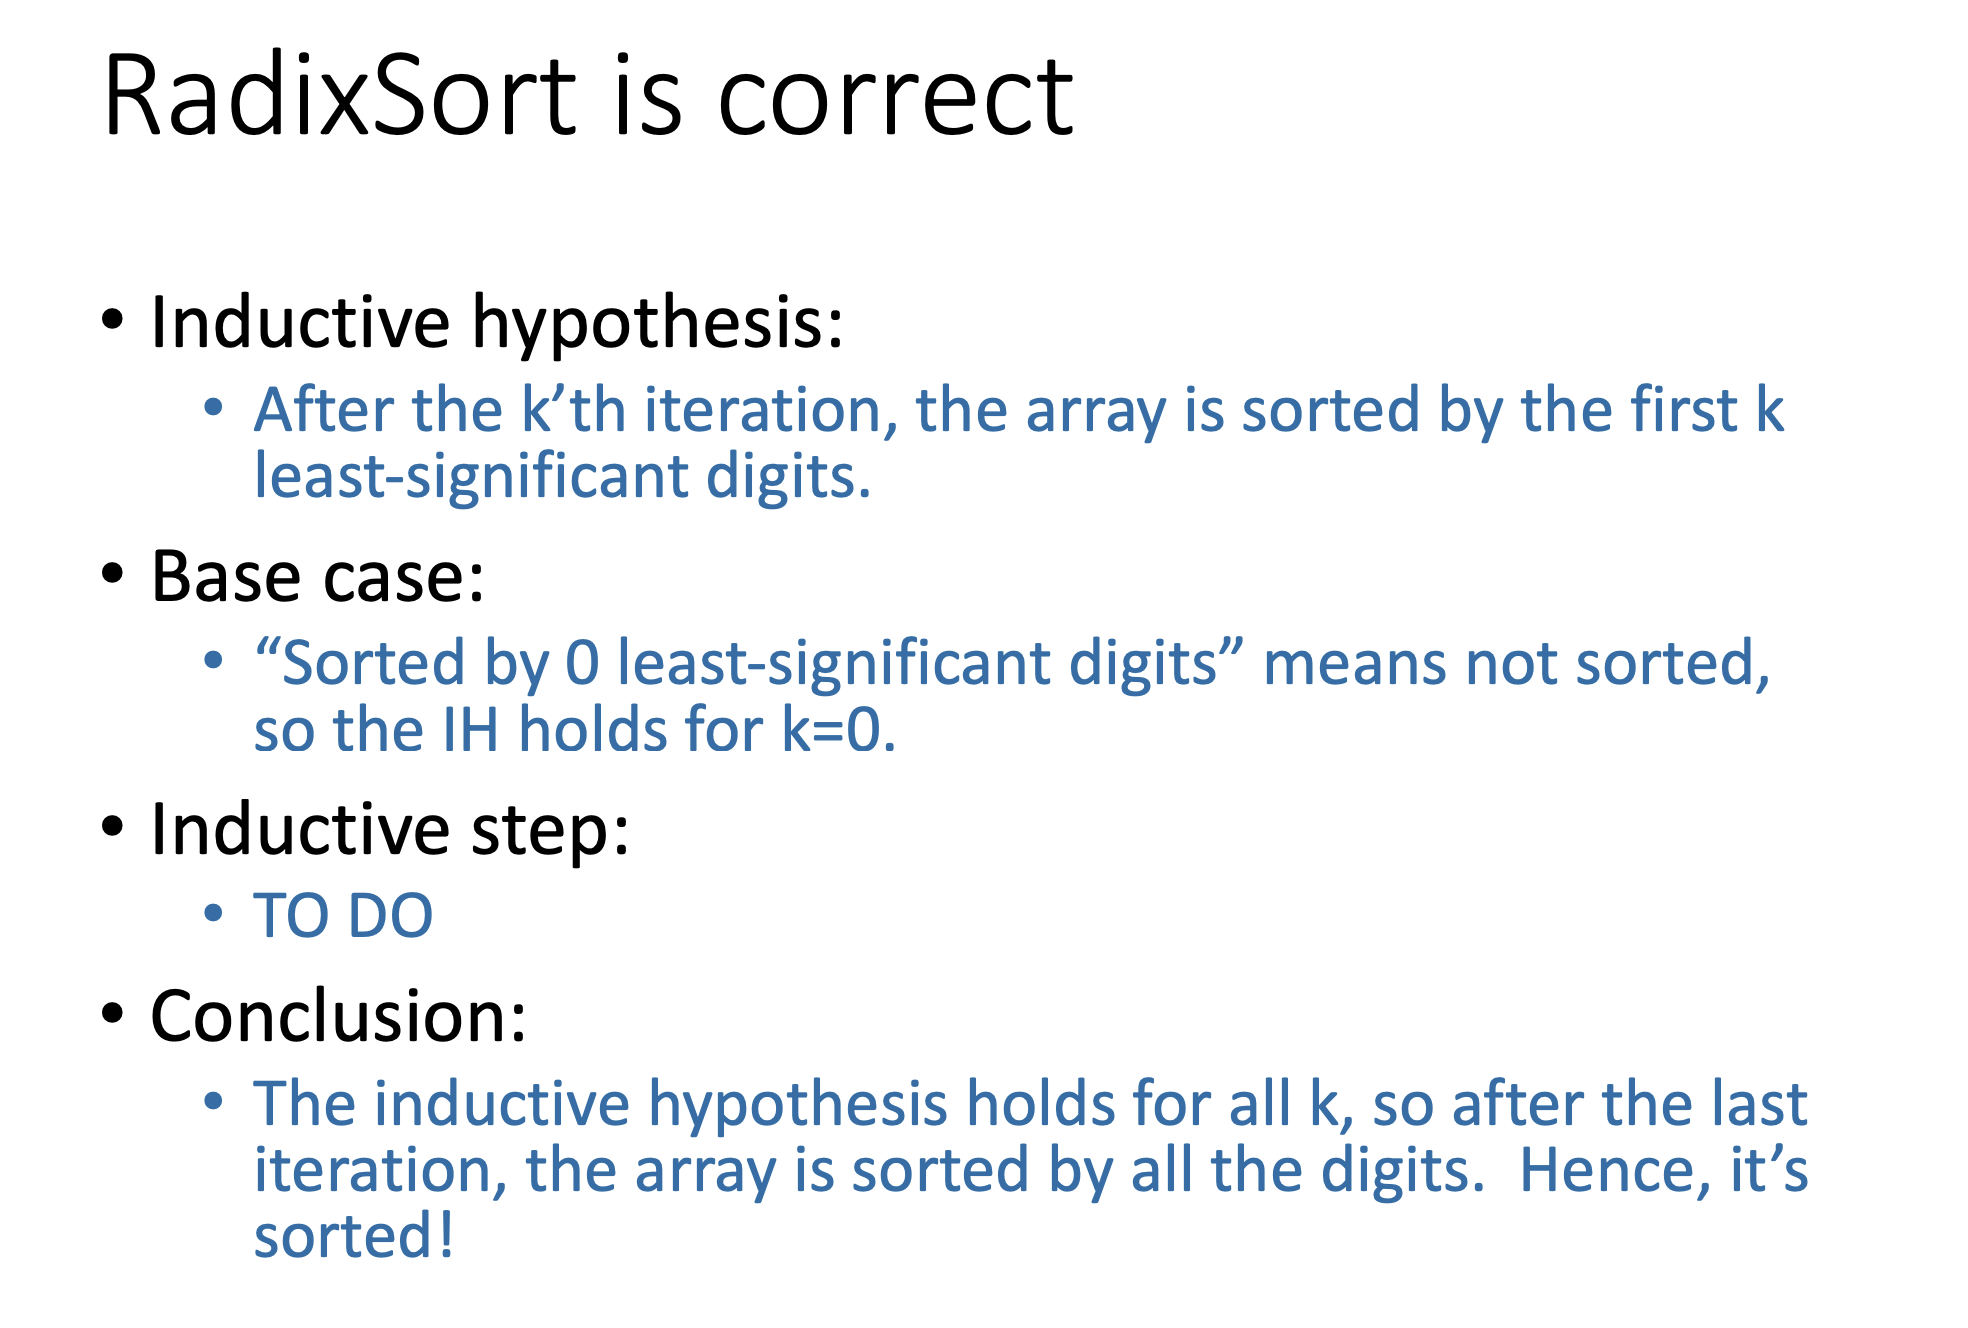 RadixSort is correct
• Inductive hypothesis:
• After the k’th iteration, the array is sorted by the first k
least-significant digits.
• Base case:
• “Sorted by 0 least-significant digits” means not sorted,
so the IH holds for k=0.
• Inductive step:
• TO DO
• Conclusion:
• The inductive hypothesis holds for all k, so after the last
iteration, the array is sorted by all the digits.  Hence, it’s
sorted!